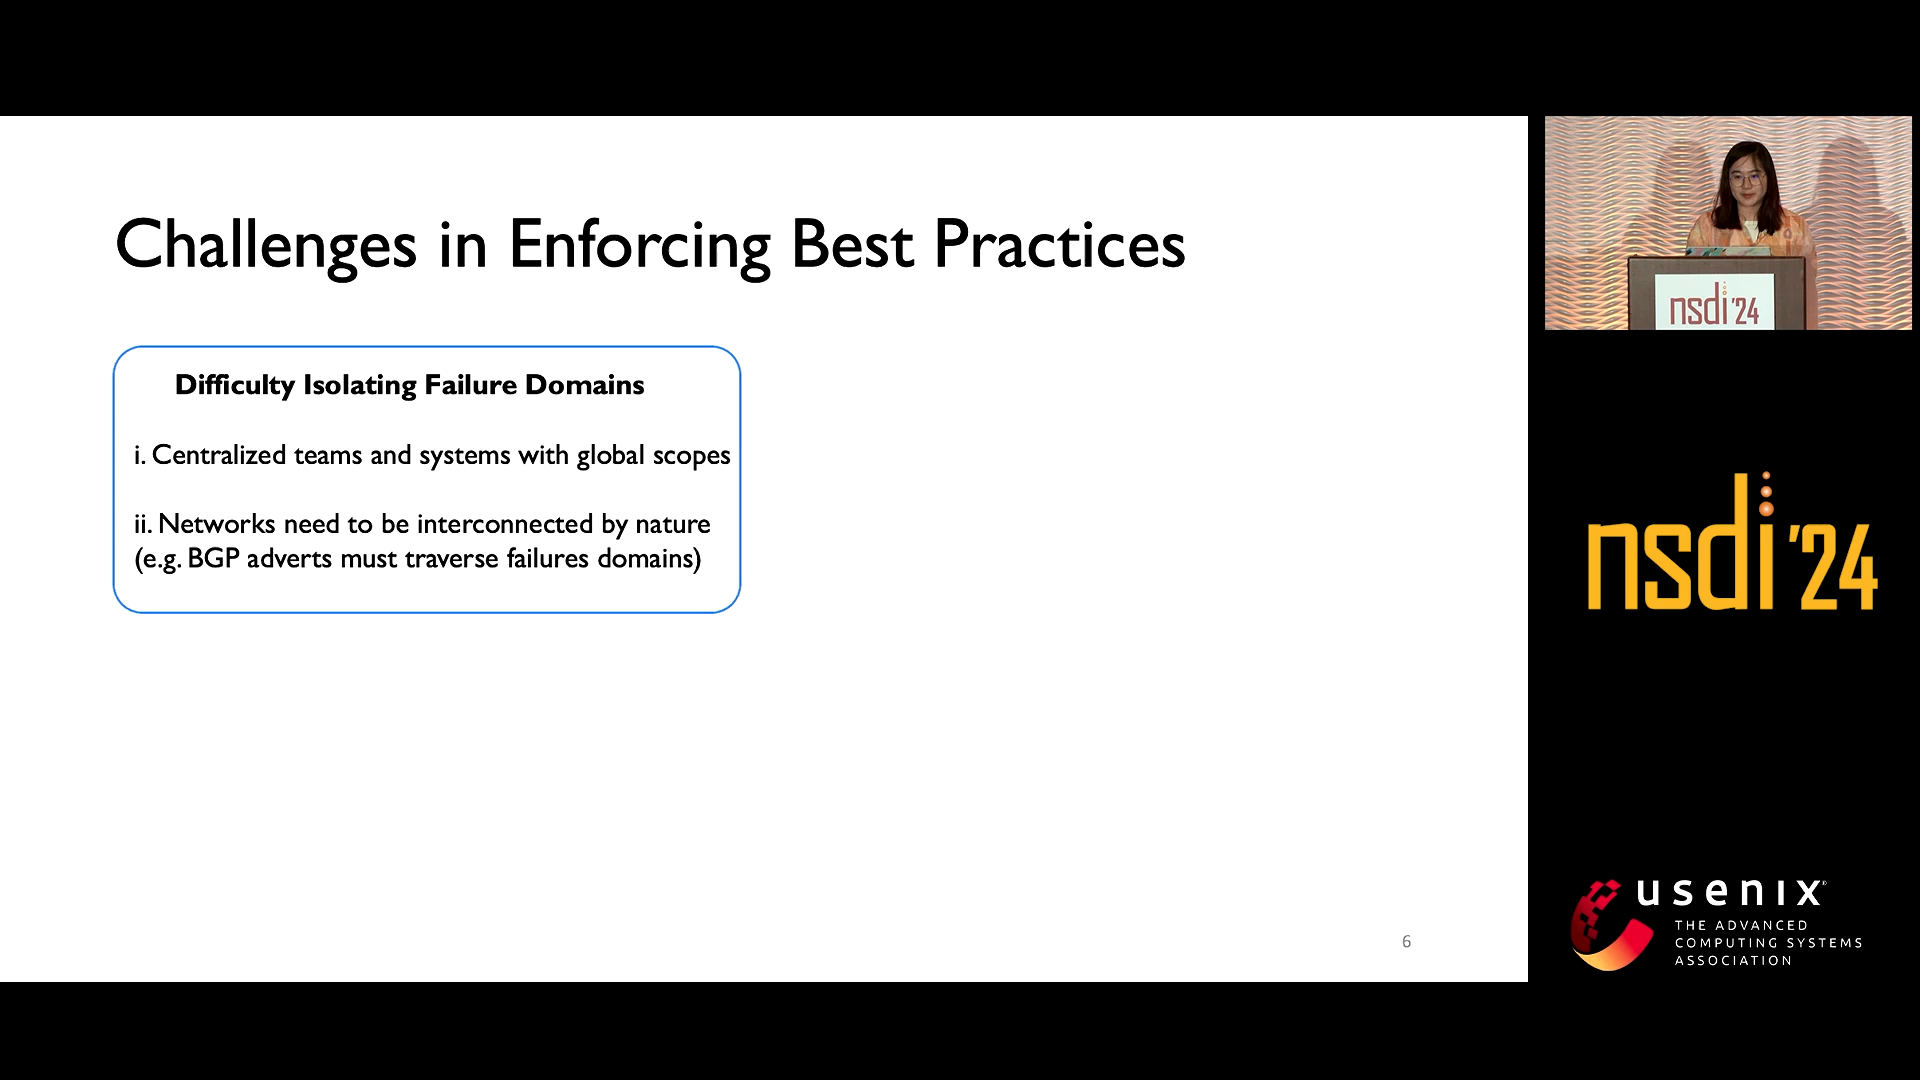 Challenges in Enforcing Best Practices
Difficulty Isolating Failure Domains
i. Centralized teams and systems with global scopes
ii. Networks need to be interconnected by nature
(e.g. BGP adverts must traverse failures domains)
6
nsdi '24
nsdi '24
usenix®
THE ADVANCED
COMPUTING SYSTEMS
ASSOCIATION